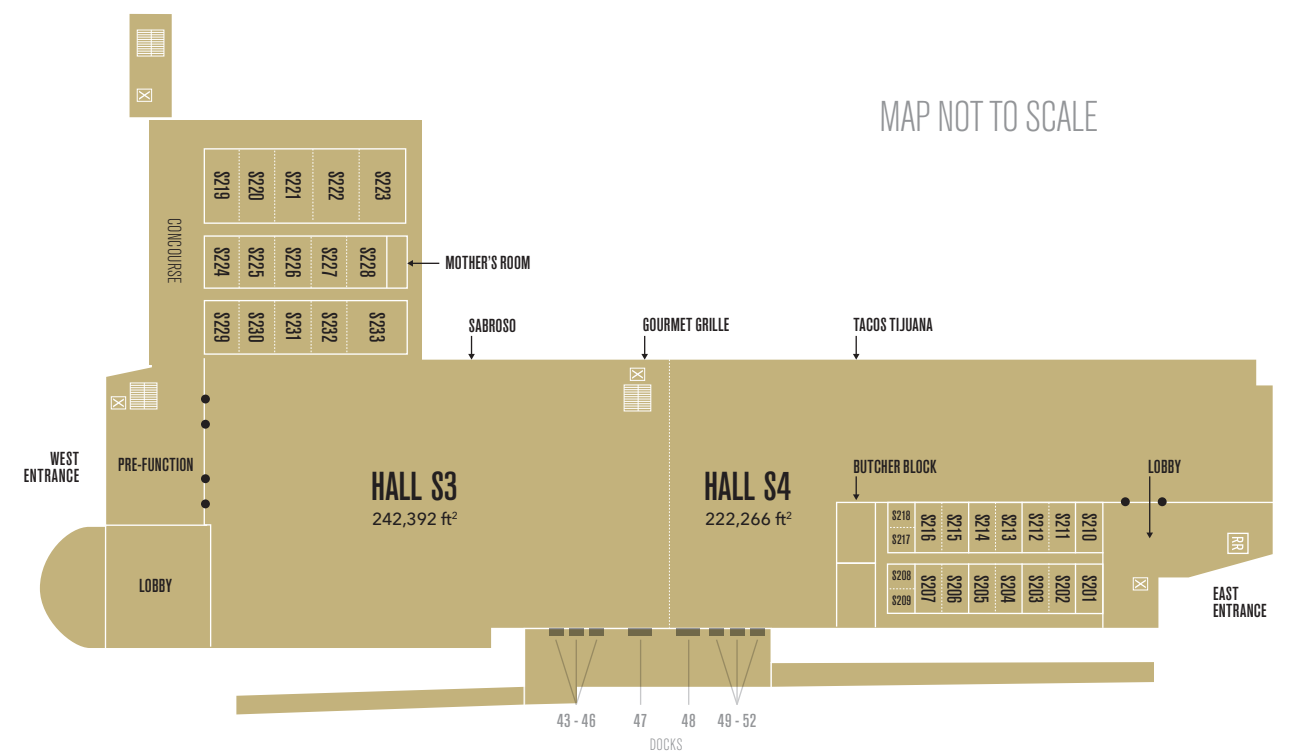 MAP NOT TO SCALE
CONCOURSE
S219
S220
S221
S222
S223
S224
S225
S226
S227
S228
MOTHER'S ROOM
S229
S230
S231
S232
S233
SABROSO
GOURMET GRILLE
TACOS TIJUANA
WEST
ENTRANCE
PRE-FUNCTION
HALL S3
242,392 ft²
HALL S4
222,266 ft²
BUTCHER BLOCK
LOBBY
S218
S217
S216
S215
S214
S213
S212
S211
S210
RR
S208
S209
S207
S206
S205
S204
S203
S202
S201
EAST
ENTRANCE
LOBBY
43 - 46
47
48
49 - 52
DOCKS